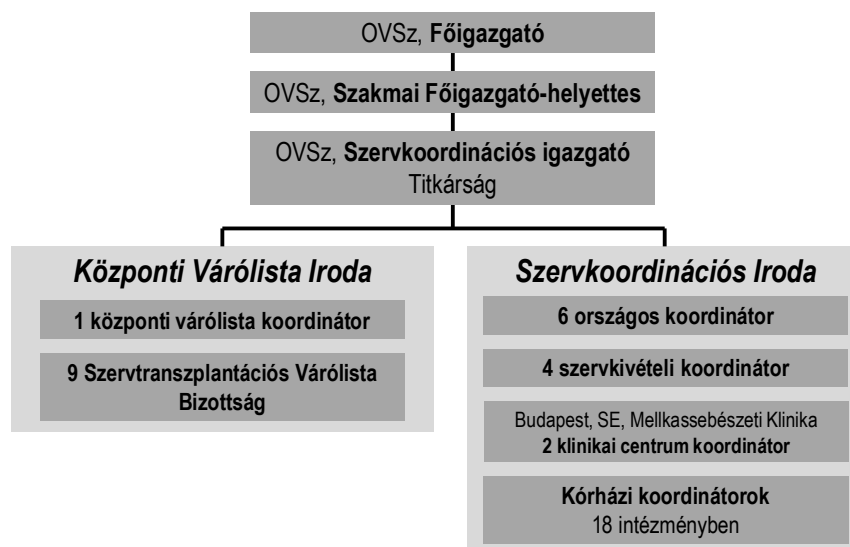 OVSz, Főigazgató
OVSz, Szakmai Főigazgató-helyettes
OVSz, Szervkoordinációs igazgató
Titkárság
Központi Várólista Iroda
1 központi várólista koordinátor
9 Szervtranszplantációs Várólista
Bizottság
Szervkoordinációs Iroda
6 országos koordinátor
4 szervkivételi koordinátor
Budapest, SE, Mellkassebészeti Klinika
2 klinikai centrum koordinátor
Kórházi koordinátorok
18 intézményben